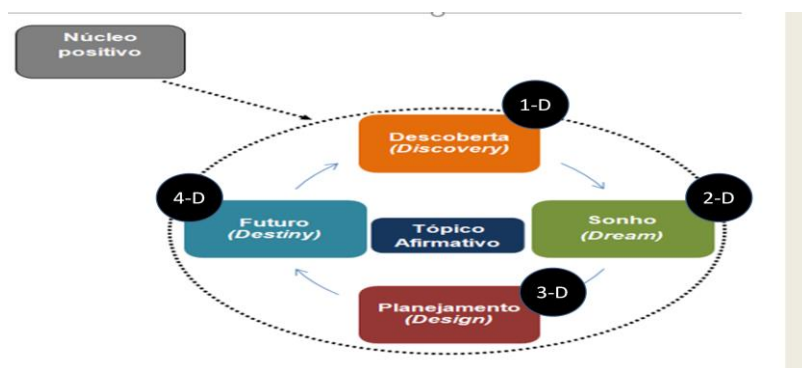 Núcleo
positivo
1-D
Descoberta
(Discovery)
4-D
2-D
Futuro
(Destiny)
Tópico
Afirmativo
Sonho
(Dream)
3-D
Planejamento
(Design)